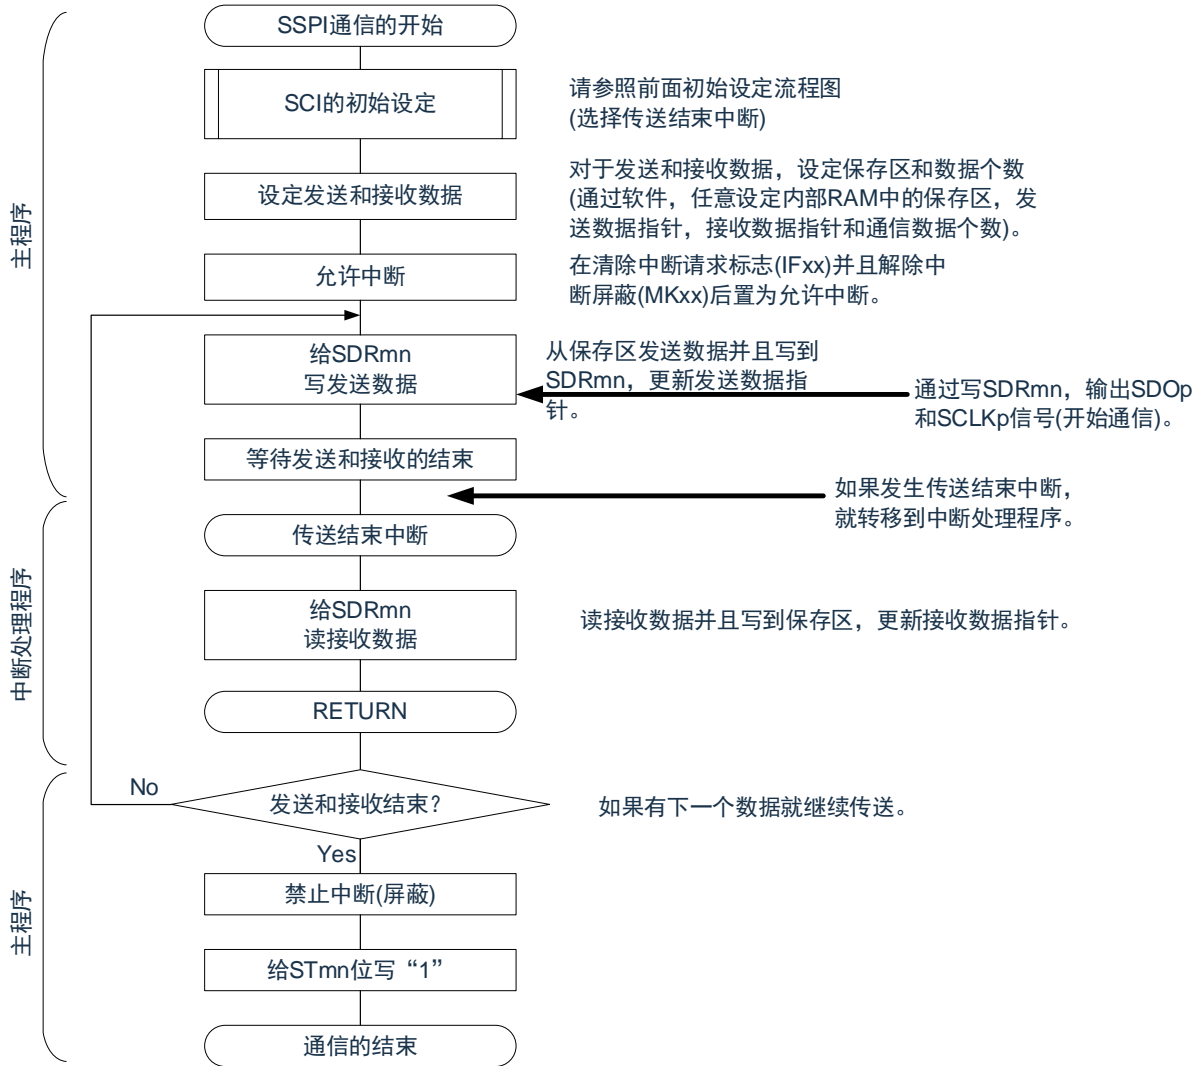 SSPI通信的开始
SCI的初始设定
请参照前面初始设定流程图
(选择传送结束中断)
设定发送和接收数据
对于发送和接收数据，设定保存区和数据个数
(通过软件，任意设定内部RAM中的保存区，发
送数据指针，接收数据指针和通信数据个数)。
主程序
允许中断
在清除中断请求标志(IFxx)并且解除中
断屏蔽(MKxx)后置为允许中断。
给SDRmn
写发送数据
从保存区发送数据并且写到
SDRmn，更新发送数据指
针。
通过写SDRmn，输出SDOp
和SCLKp信号(开始通信)。
等待发送和接收的结束
如果发生传送结束中断，
就转移到中断处理程序。
传送结束中断
中断处理程序
给SDRmn
读接收数据
读接收数据并且写到保存区，更新接收数据指针。
RETURN
No
发送和接收结束？
如果有下一个数据就继续传送。
Yes
禁止中断(屏蔽)
主程序
给STmn位写“1”
通信的结束